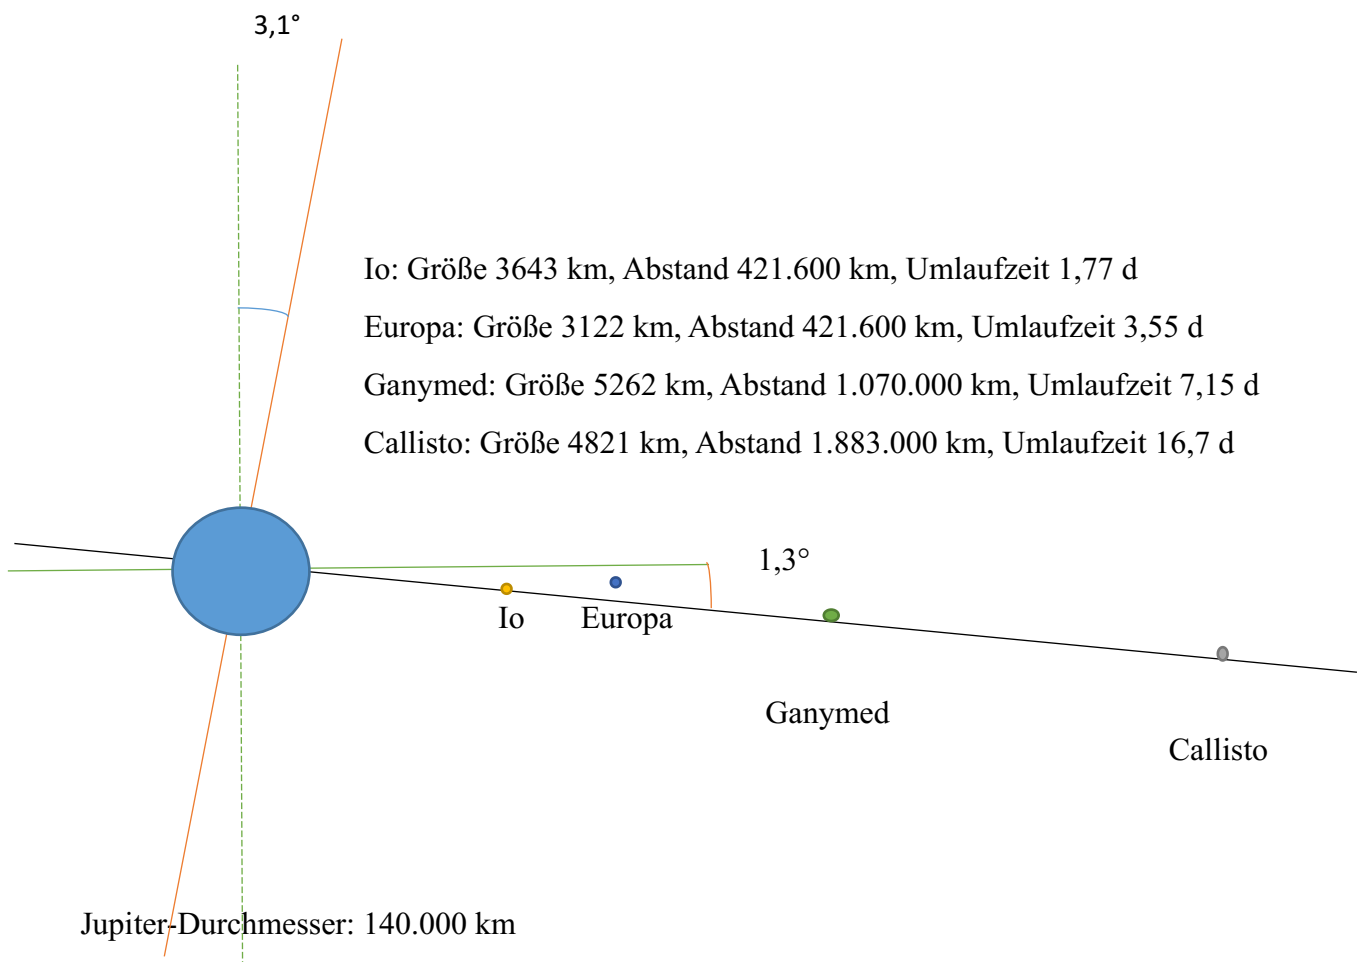 3,1°
Io: Größe 3643 km, Abstand 421.600 km, Umlaufzeit 1,77 d
Europa: Größe 3122 km, Abstand 421.600 km, Umlaufzeit 3,55 d
Ganymed: Größe 5262 km, Abstand 1.070.000 km, Umlaufzeit 7,15 d
Callisto: Größe 4821 km, Abstand 1.883.000 km, Umlaufzeit 16,7 d
1,3°
Io
Europa
Ganymed
Callisto
Jupiter-Durchmesser: 140.000 km